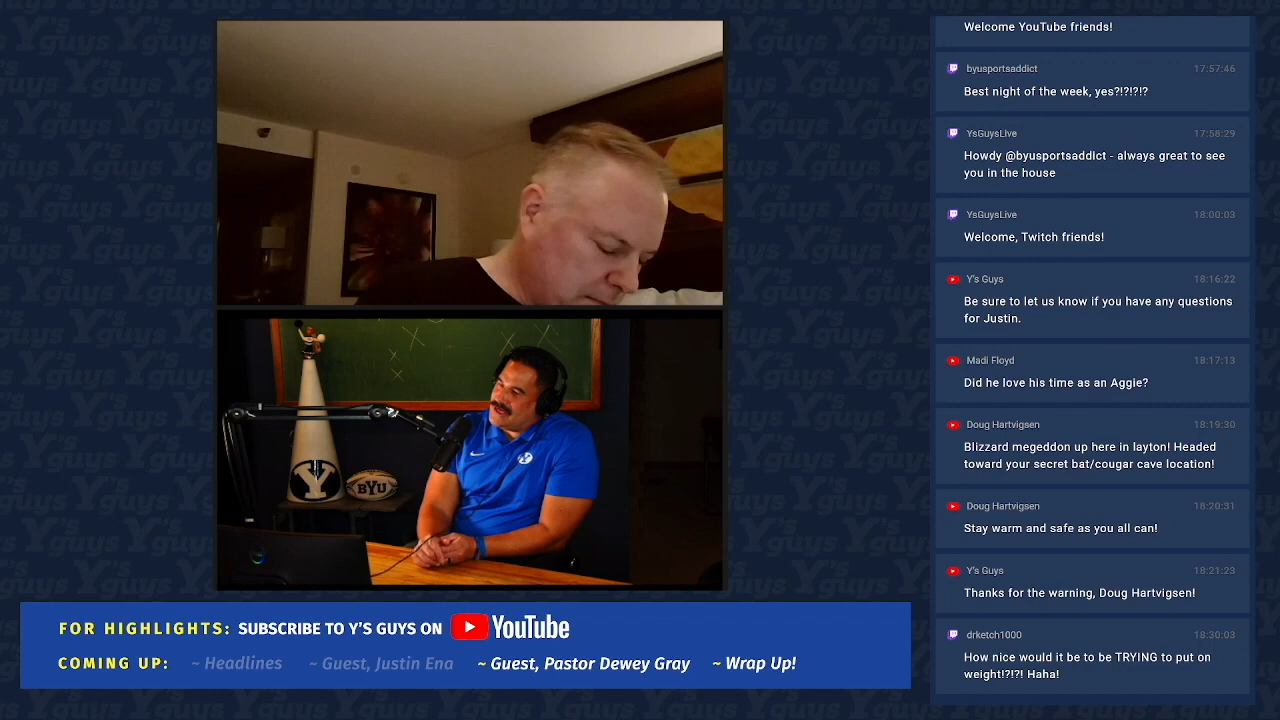 Welcome YouTube friends!
byusportsaddict 17:57:46
Best night of the week, yes?!?!?!?
YsGuysLive 17:58:29
Howdy @byusportsaddict - always great to see
you in the house
YsGuysLive 18:00:03
Welcome, Twitch friends!
Y's Guys 18:16:22
Be sure to let us know if you have any questions
for Justin.
Madi Floyd 18:17:13
Did he love his time as an Aggie?
Doug Hartvigsen 18:19:30
Blizzard megeddon up here in layton! Headed
toward your secret bat/cougar cave location!
Doug Hartvigsen 18:20:31
Stay warm and safe as you all can!
Y's Guys 18:21:23
Thanks for the warning, Doug Hartvigsen!
drketch1000 18:30:03
How nice would it be to be TRYING to put on
weight!?!?! Haha!
Y
BYU
FOR HIGHLIGHTS: SUBSCRIBE TO Y'S GUYS ON YouTube
COMING UP: ~ Headlines ~ Guest, Justin Ena ~ Guest, Pastor Dewey Gray ~ Wrap Up!